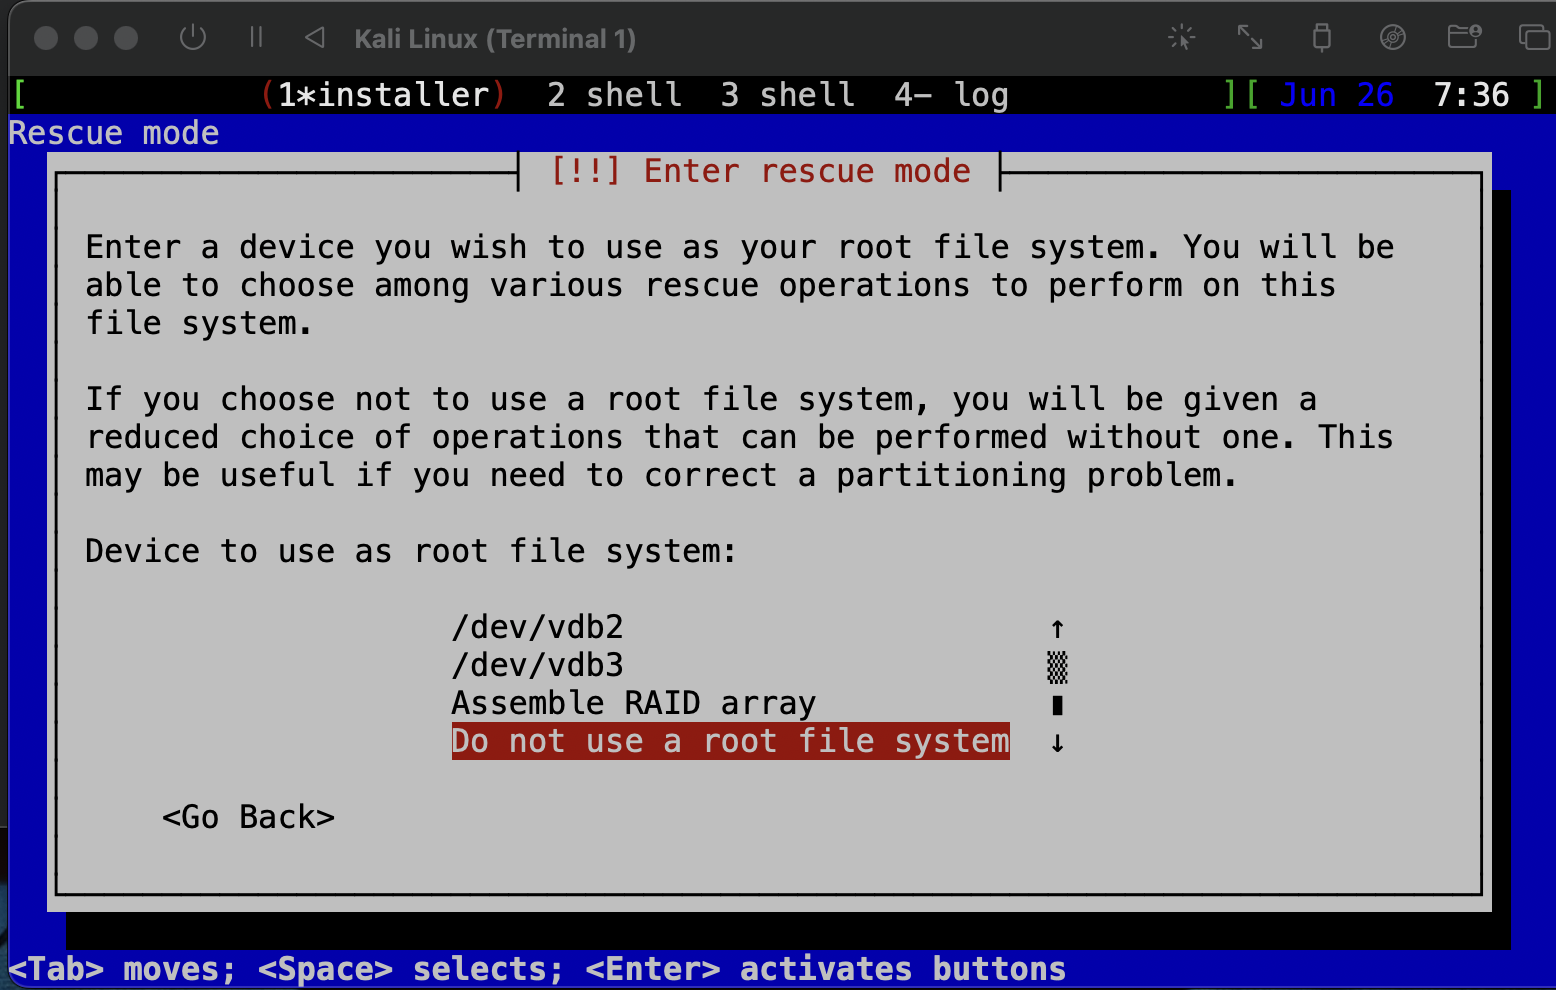 Kali Linux (Terminal 1)
[ (1*installer) 2 shell 3 shell 4- log ][ Jun 26 7:36 ]
Rescue mode
[!!] Enter rescue mode
Enter a device you wish to use as your root file system. You will be
able to choose among various rescue operations to perform on this
file system.
If you choose not to use a root file system, you will be given a
reduced choice of operations that can be performed without one. This
may be useful if you need to correct a partitioning problem.
Device to use as root file system:
/dev/vdb2
/dev/vdb3
Assemble RAID array
Do not use a root file system
<Go Back>
<Tab> moves; <Space> selects; <Enter> activates buttons